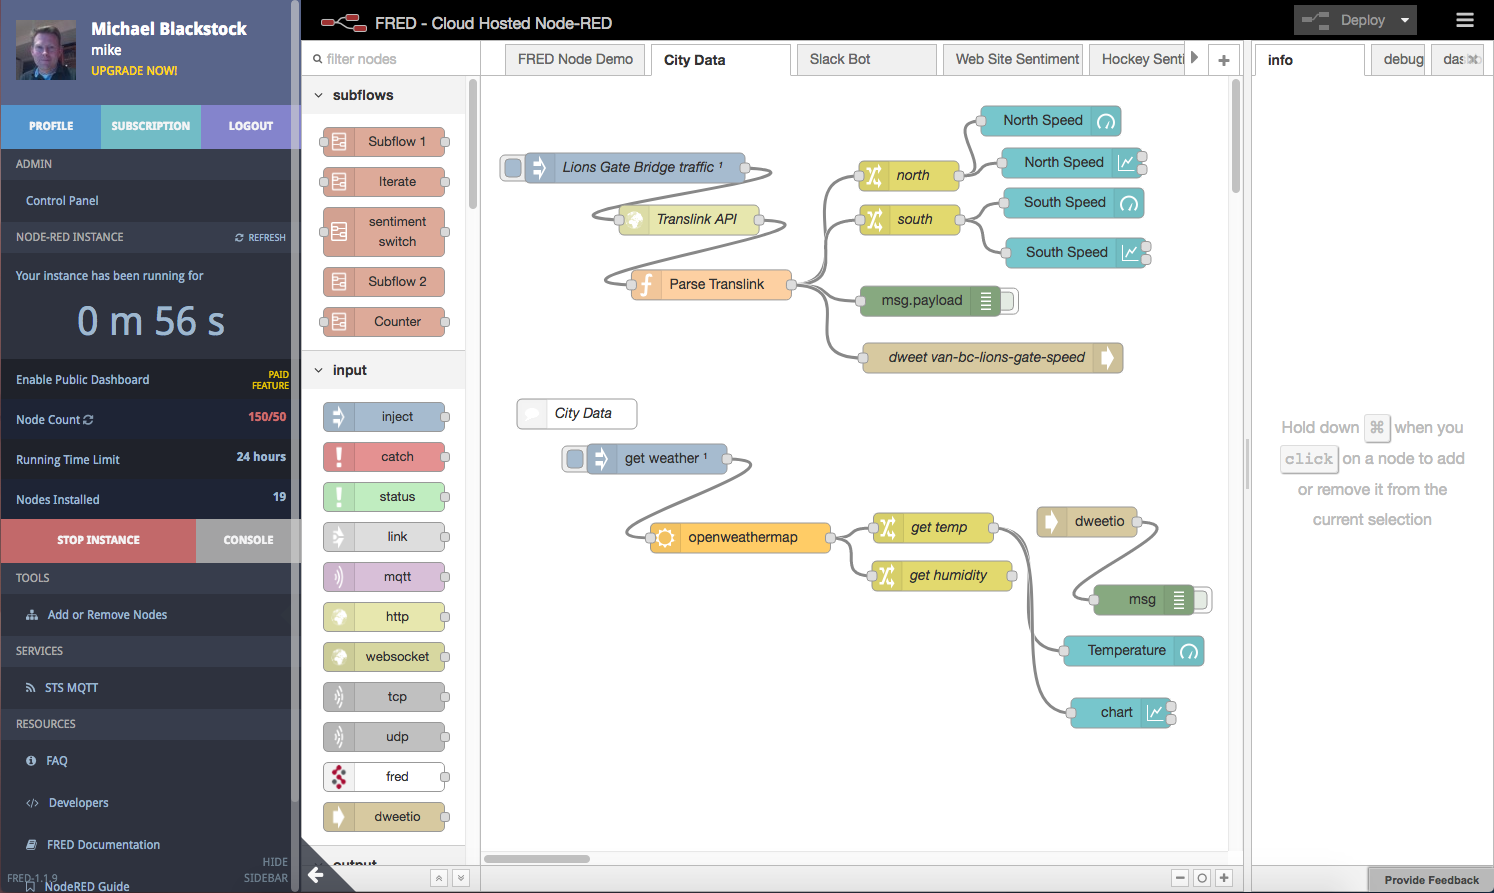 Michael Blackstock
mike
UPGRADE NOW!
PROFILE
SUBSCRIPTION
LOGOUT
ADMIN
Control Panel
NODE-RED INSTANCE
REFRESH
Your instance has been running for
0 m 56 s
Enable Public Dashboard
PAID
FEATURE
Node Count
150/50
Running Time Limit
24 hours
Nodes Installed
19
STOP INSTANCE
CONSOLE
TOOLS
Add or Remove Nodes
SERVICES
STS MQTT
RESOURCES
FAQ
Developers
FRED Documentation
HIDE
SIDEBAR
FRED-1.1.9
NodeRED Guide
FRED - Cloud Hosted Node-RED
Deploy
filter nodes
subflows
Subflow 1
Iterate
sentiment
switch
Subflow 2
Counter
input
inject
catch
status
link
mqtt
http
websocket
tcp
udp
fred
dweetio
output
FRED Node Demo
City Data
Slack Bot
Web Site Sentiment
Hockey Senti
Lions Gate Bridge traffic ¹
Translink API
Parse Translink
north
south
North Speed
North Speed
South Speed
South Speed
msg.payload
dweet van-bc-lions-gate-speed
City Data
get weather ¹
openweathermap
get temp
get humidity
dweetio
msg
Temperature
chart
info
debug
das
Hold down ⌘ when you
click on a node to add
or remove it from the
current selection
Provide Feedback